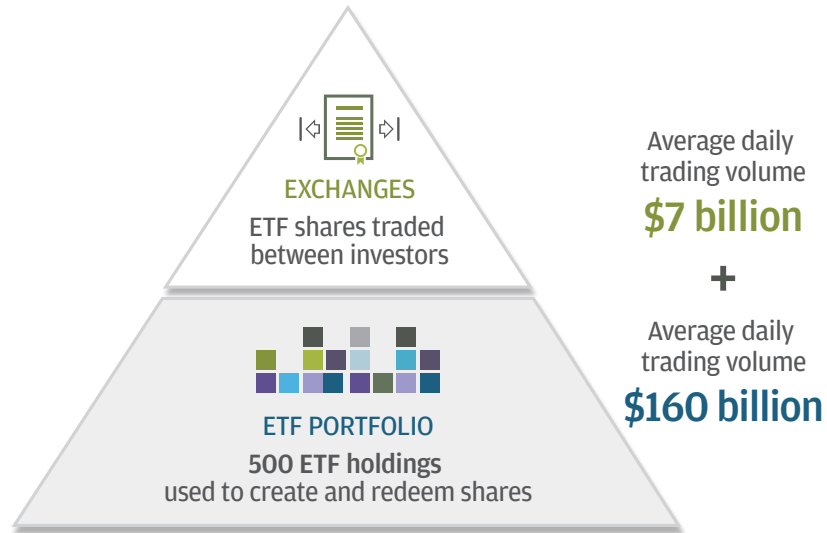 EXCHANGES
ETF shares traded
between investors
Average daily
trading volume
$7 billion
+
Average daily
trading volume
$160 billion
ETF PORTFOLIO
500 ETF holdings
used to create and redeem shares